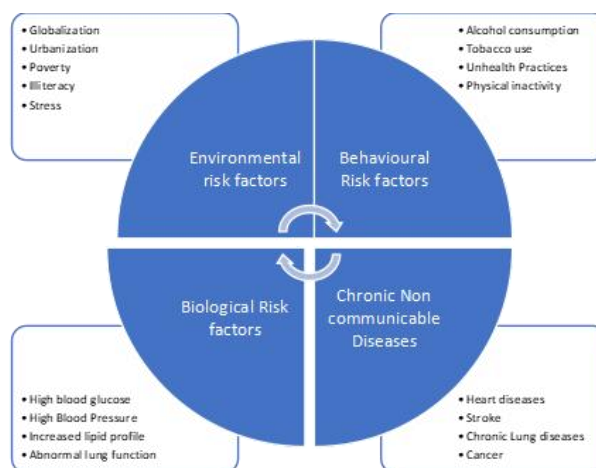 • Globalization
• Urbanization
• Poverty
• Illiteracy
• Stress
• Alcohol consumption
• Tobacco use
• Unhealth Practices
• Physical inactivity
Environmental
risk factors
Behavioural
Risk factors
Biological Risk
factors
Chronic Non
communicable
Diseases
• High blood glucose
• High Blood Pressure
• Increased lipid profile
• Abnormal lung function
• Heart diseases
• Stroke
• Chronic Lung diseases
• Cancer